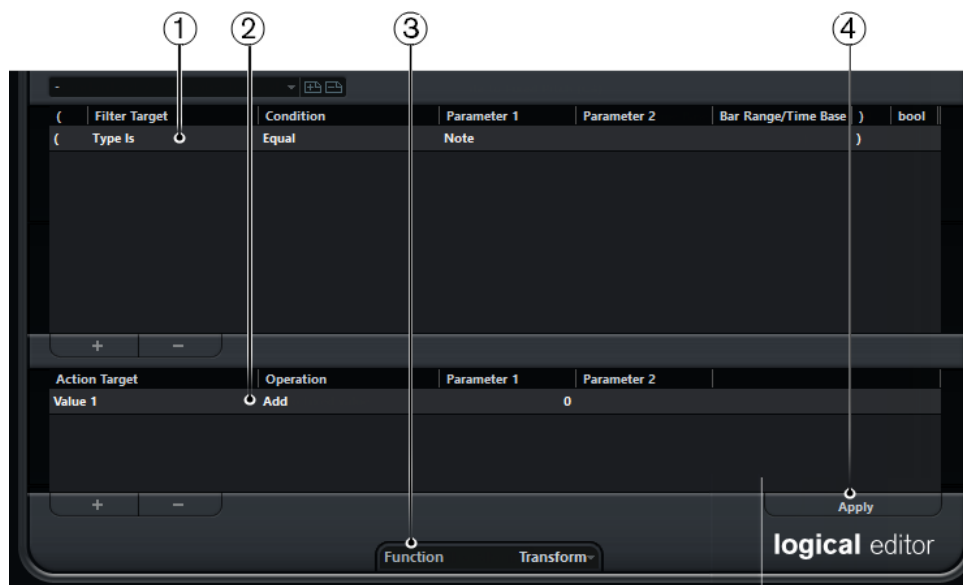 ① ② ③ ④
-
( Filter Target Condition Parameter 1 Parameter 2 Bar Range/Time Base ) bool
( Type Is Equal Note )
+ −
Action Target Operation Parameter 1 Parameter 2
Value 1 Add 0
+ − Apply
logical editor
Function Transform